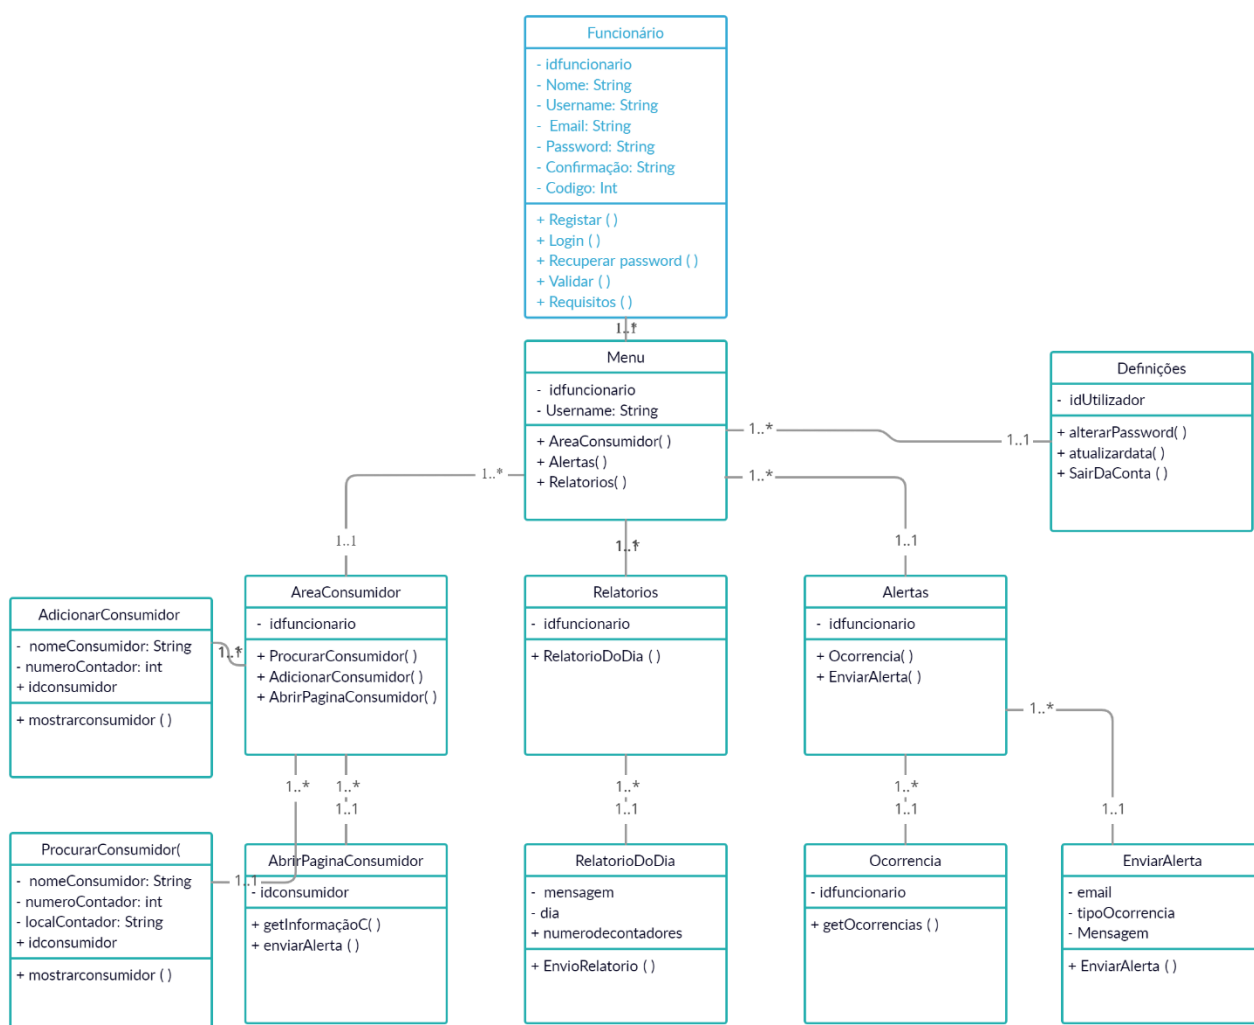 Funcionário
- idfuncionario
- Nome: String
- Username: String
- Email: String
- Password: String
- Confirmação: String
- Codigo: Int
+ Registar ( )
+ Login ( )
+ Recuperar password ( )
+ Validar ( )
+ Requisitos ( )
Menu
- idfuncionario
- Username: String
+ AreaConsumidor( )
+ Alertas( )
+ Relatorios( )
Definições
- idUtilizador
+ alterarPassword( )
+ atualizardata( )
+ SairDaConta ( )
1..*
1..1
1..*
1..*
1..1
1..1
AdicionarConsumidor
- nomeConsumidor: String
- numeroContador: int
+ idconsumidor
+ mostrarconsumidor ( )
AreaConsumidor
- idfuncionario
+ ProcurarConsumidor( )
+ AdicionarConsumidor( )
+ AbrirPaginaConsumidor( )
Relatorios
- idfuncionario
+ RelatorioDoDia ( )
Alertas
- idfuncionario
+ Ocorrencia( )
+ EnviarAlerta( )
1..*
1..*
1..*
1..1
1..*
1..1
1..*
1..1
1..1
1..1
ProcurarConsumidor(
- nomeConsumidor: String
- numeroContador: int
- localContador: String
+ idconsumidor
+ mostrarconsumidor ( )
AbrirPaginaConsumidor
- idconsumidor
+ getInformaçãoC( )
+ enviarAlerta ( )
RelatorioDoDia
- mensagem
- dia
+ numerodecontadores
+ EnvioRelatorio ( )
Ocorrencia
- idfuncionario
+ getOcorrencias ( )
EnviarAlerta
- email
- tipoOcorrencia
- Mensagem
+ EnviarAlerta ( )